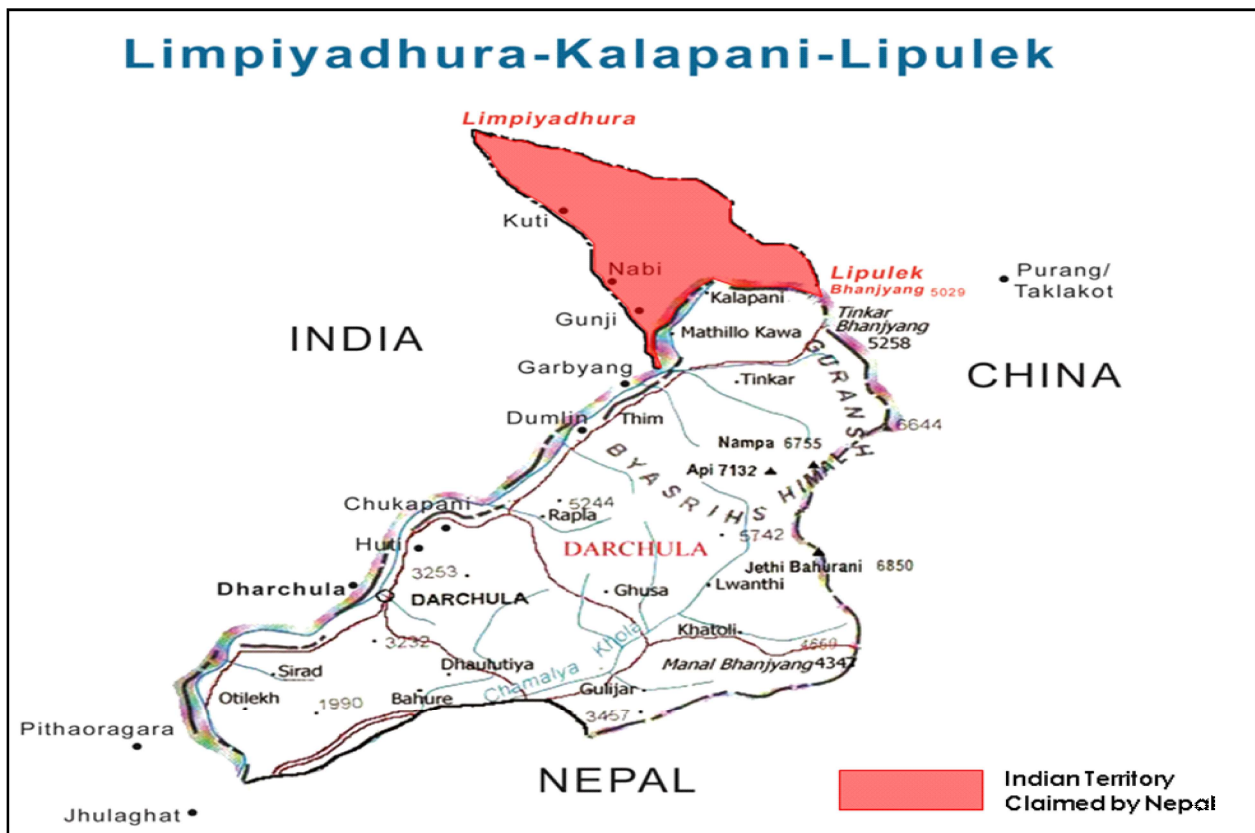 Limpiyadhura-Kalapani-Lipulek
Limpiyadhura
Kuti
Nabi
Lipulek
Bhanjyang 5029
Purang/
Taklakot
Kalapani
Gunji
Tinkar
Bhanjyang
5258
INDIA
Mathillo Kawa
GURANSH HIMAL
CHINA
Garbyang
Tinkar
Dumlin
Thim
6644
Nampa 6755
BYASRIHS
Api 7132
Chukapani
5244
Rapla
5742
Huti
DARCHULA
3253
Jethi Bahurani 6850
Dharchula
DARCHULA
Ghusa
Lwanthi
3232
Khatoli
Chamalya Khola
4669
Sirad
Dhaulutiya
Manal Bhanjyang 4347
Otilekh
1990
Bahure
Gulijar
3457
Pithaoragara
NEPAL
Indian Territory
Claimed by Nepal
Jhulaghat